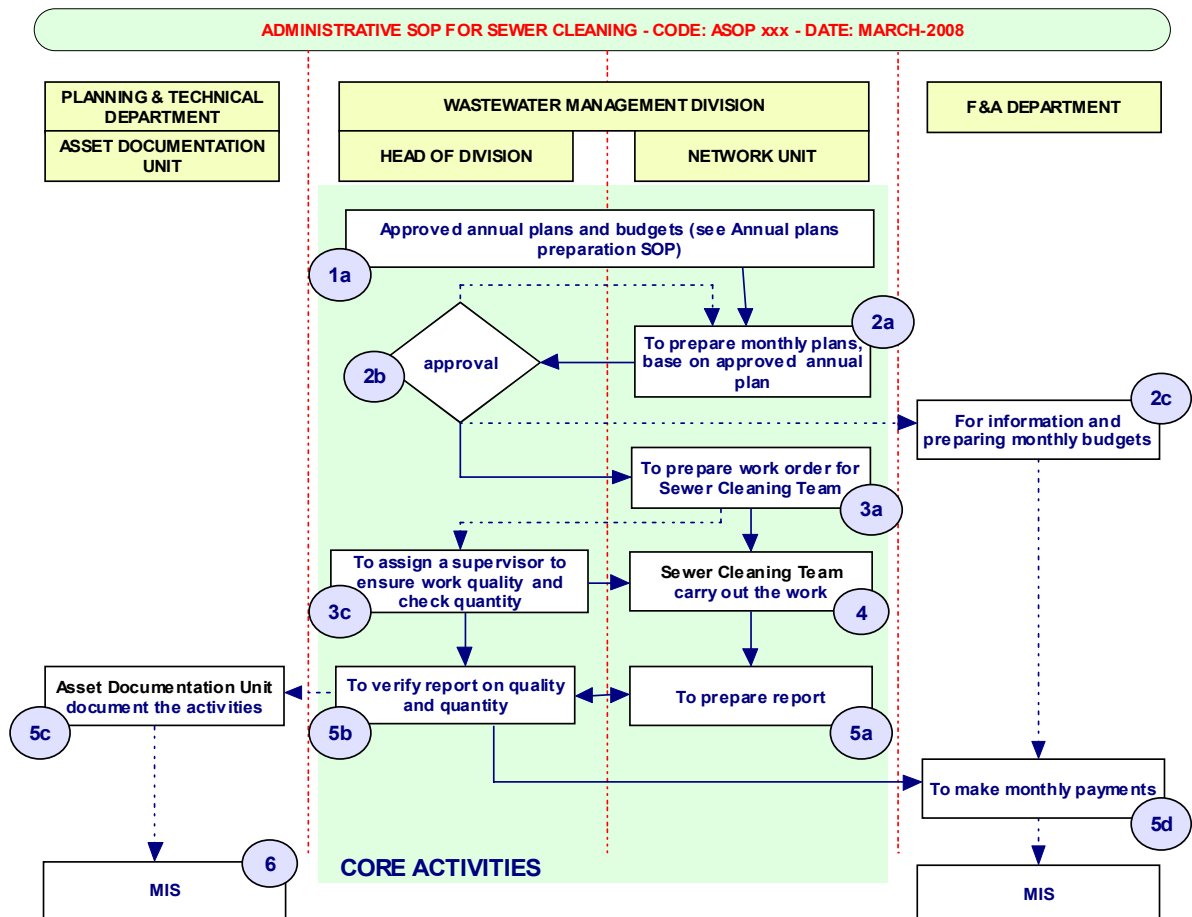 ADMINISTRATIVE SOP FOR SEWER CLEANING - CODE: ASOP xxx - DATE: MARCH-2008
PLANNING & TECHNICAL
DEPARTMENT
ASSET DOCUMENTATION
UNIT
WASTEWATER MANAGEMENT DIVISION
HEAD OF DIVISION
NETWORK UNIT
F&A DEPARTMENT
Approved annual plans and budgets (see Annual plans
preparation SOP)
1a
To prepare monthly plans,
base on approved annual
plan
2a
approval
2b
For information and
preparing monthly budgets
2c
To prepare work order for
Sewer Cleaning Team
3a
To assign a supervisor to
ensure work quality and
check quantity
3c
Sewer Cleaning Team
carry out the work
4
Asset Documentation Unit
document the activities
5c
To verify report on quality
and quantity
5b
To prepare report
5a
To make monthly payments
5d
MIS
6
CORE ACTIVITIES
MIS